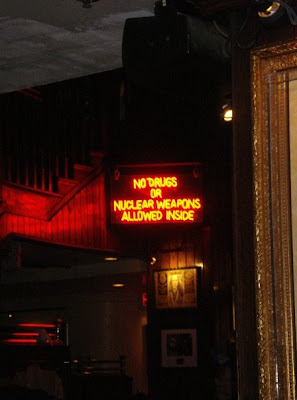 NO DRUGS
OR
NUCLEAR WEAPONS
ALLOWED INSIDE